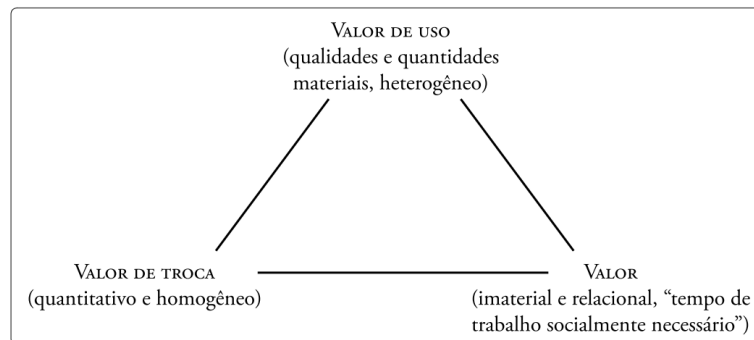 VALOR DE USO
(qualidades e quantidades
materiais, heterogêneo)
VALOR DE TROCA
(quantitativo e homogêneo)
VALOR
(imaterial e relacional, “tempo de
trabalho socialmente necessário”)